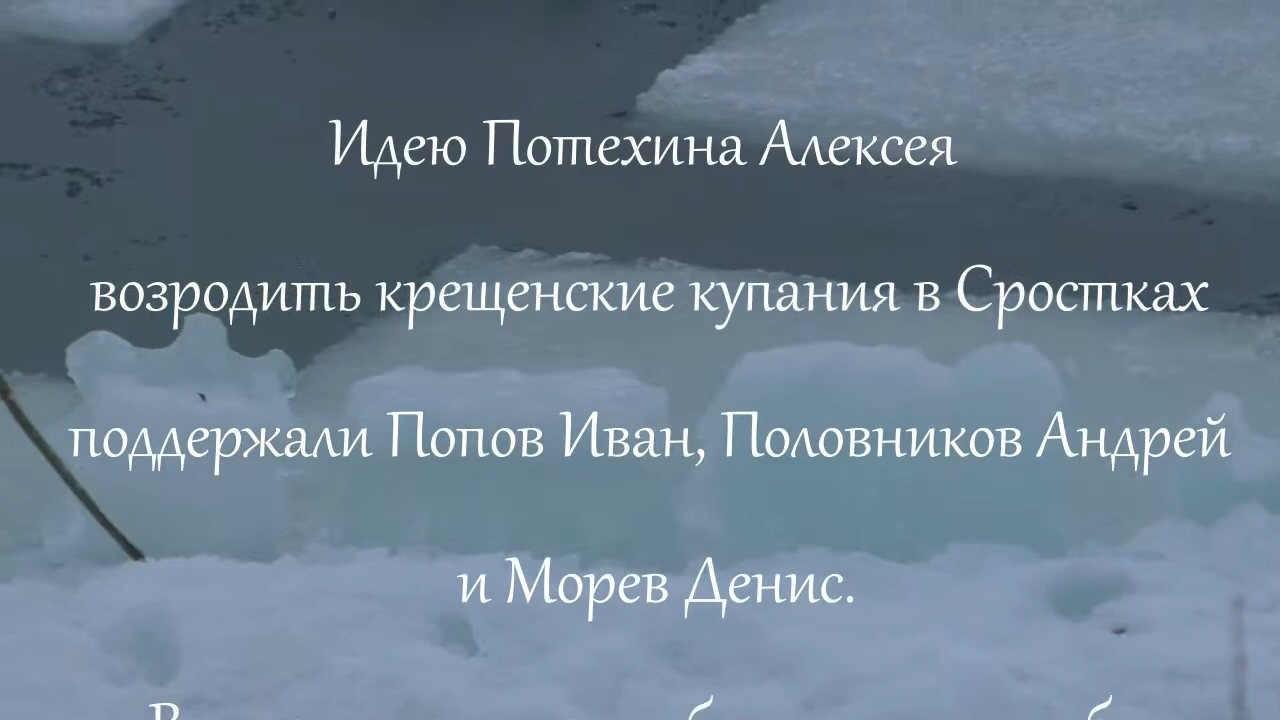 Идею Потехина Алексея
возродить крещенские купания в Сростках
поддержали Попов Иван, Половников Андрей
и Морев Денис.